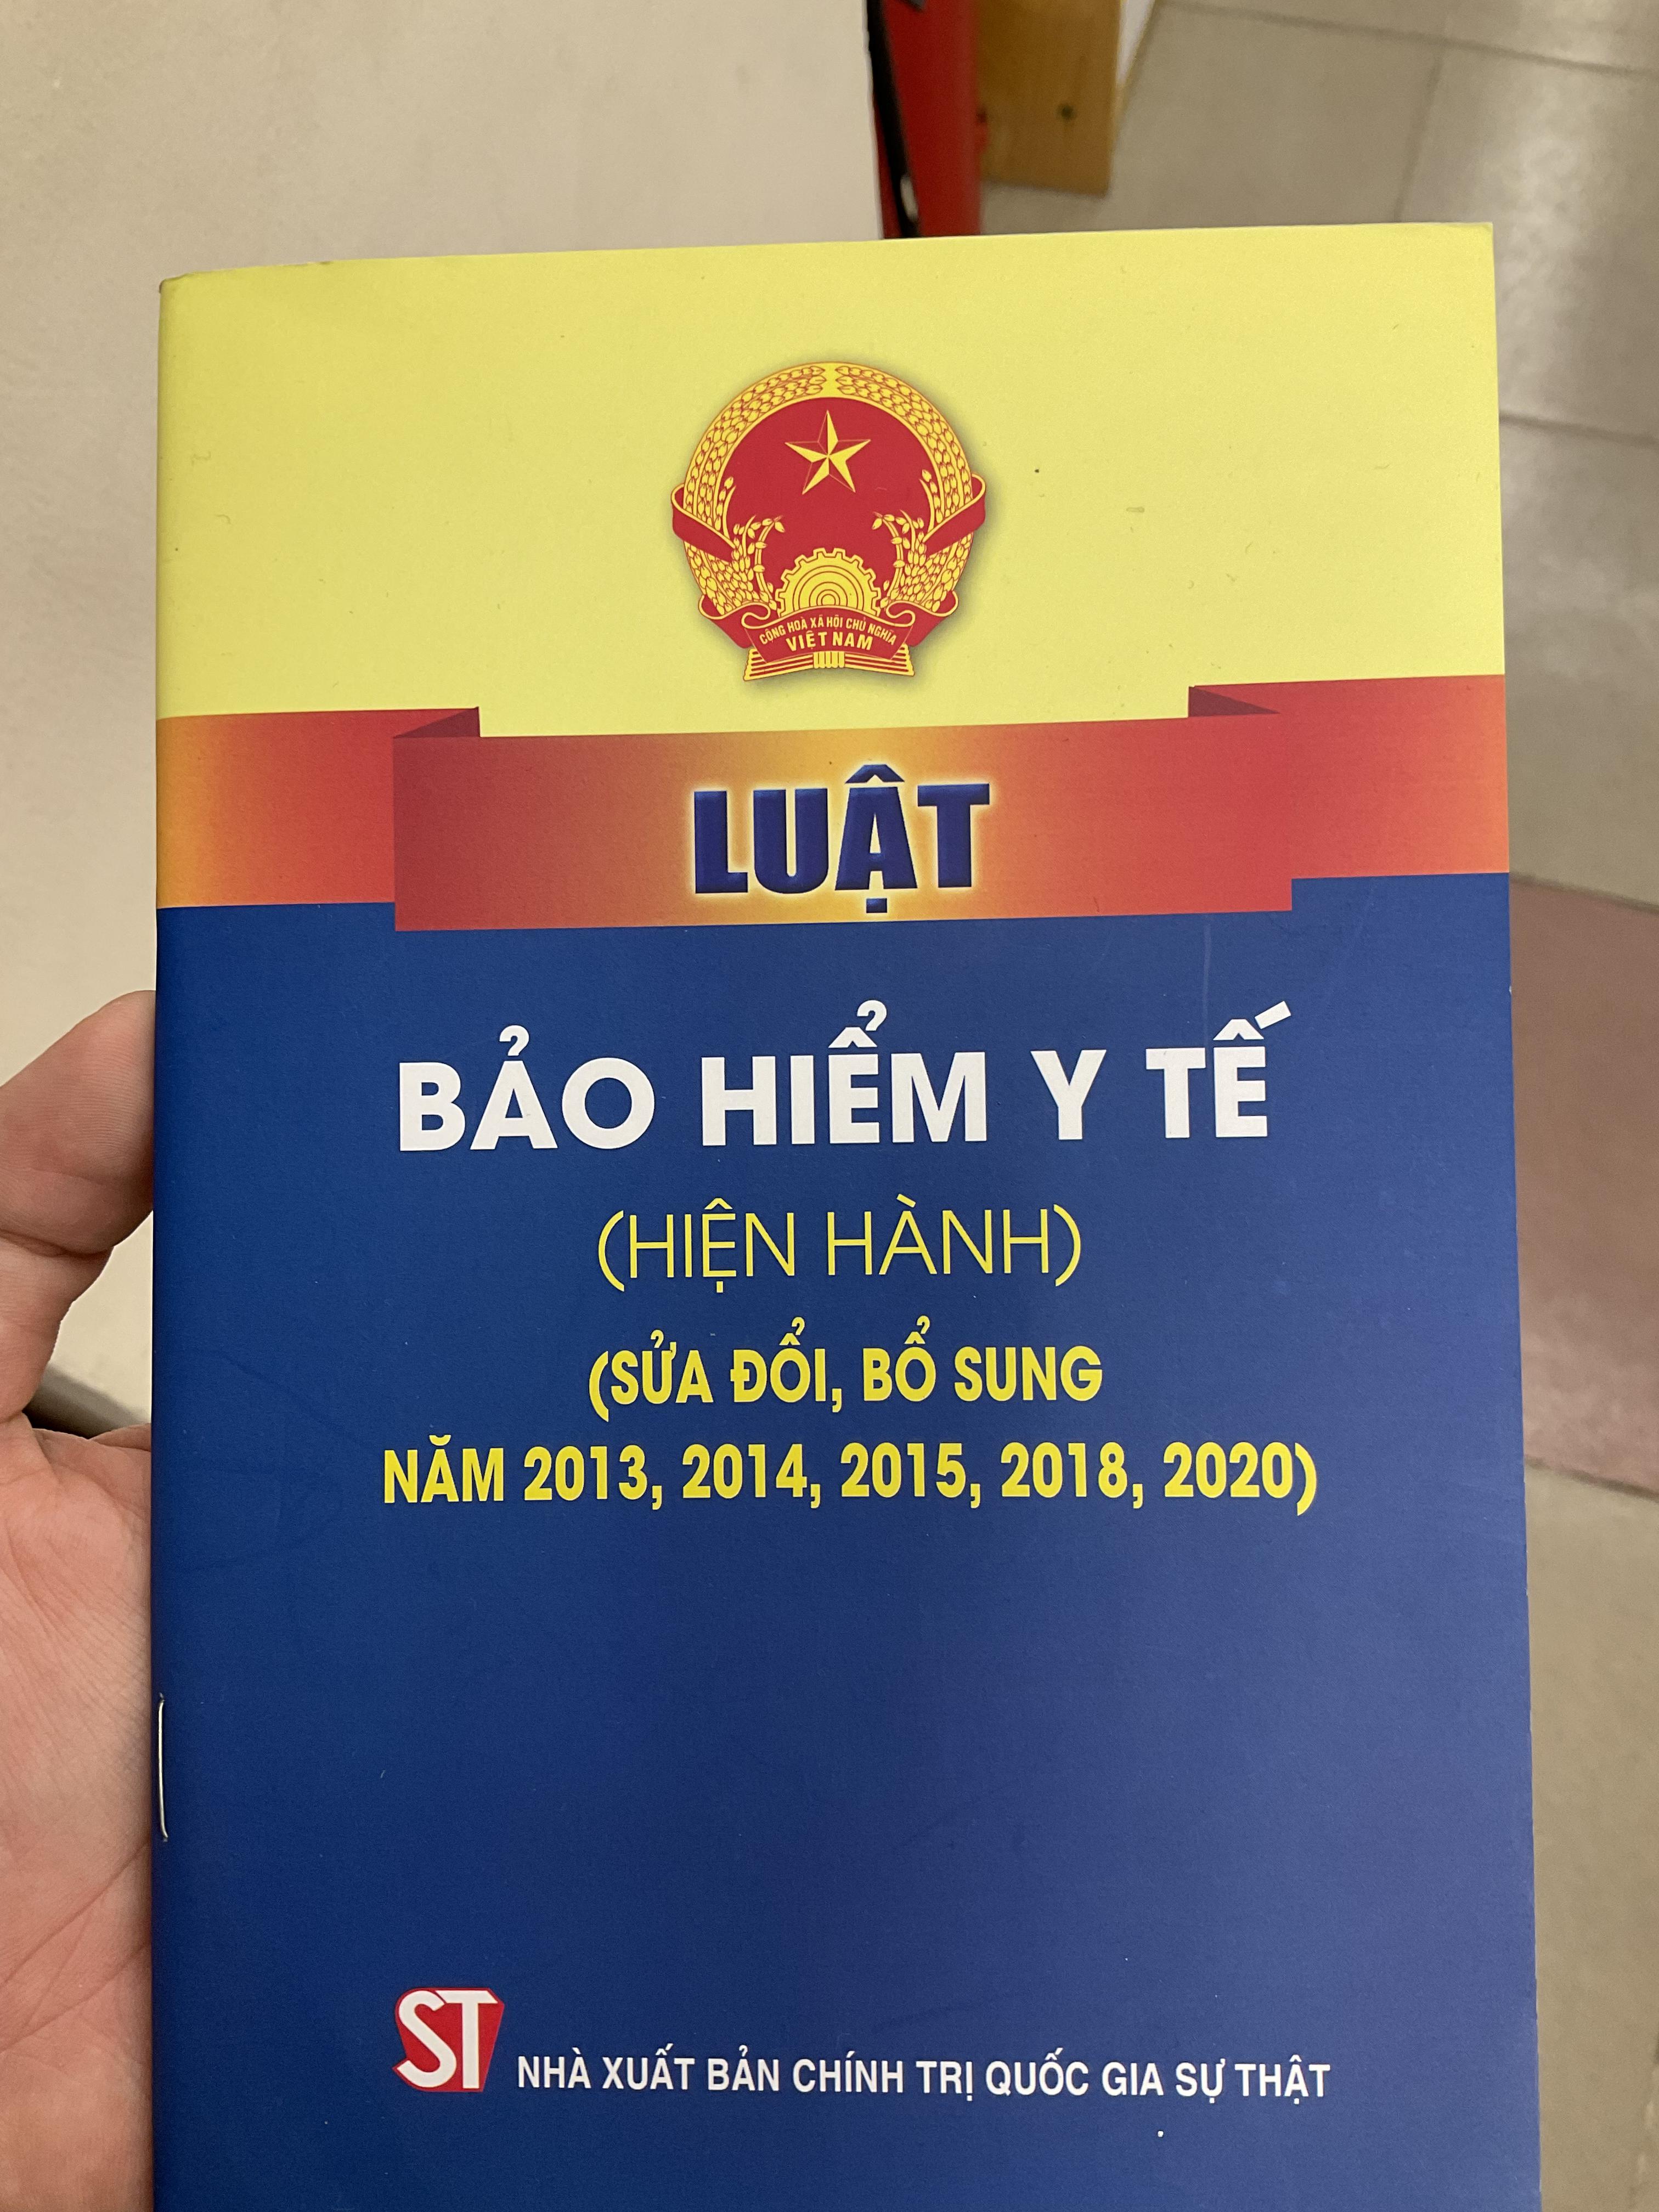 CỘNG HOÀ XÃ HỘI CHỦ NGHĨA
VIỆT NAM
LUẬT
BẢO HIỂM Y TẾ
(HIỆN HÀNH)
(SỬA ĐỔI, BỔ SUNG
NĂM 2013, 2014, 2015, 2018, 2020)
ST
NHÀ XUẤT BẢN CHÍNH TRỊ QUỐC GIA SỰ THẬT